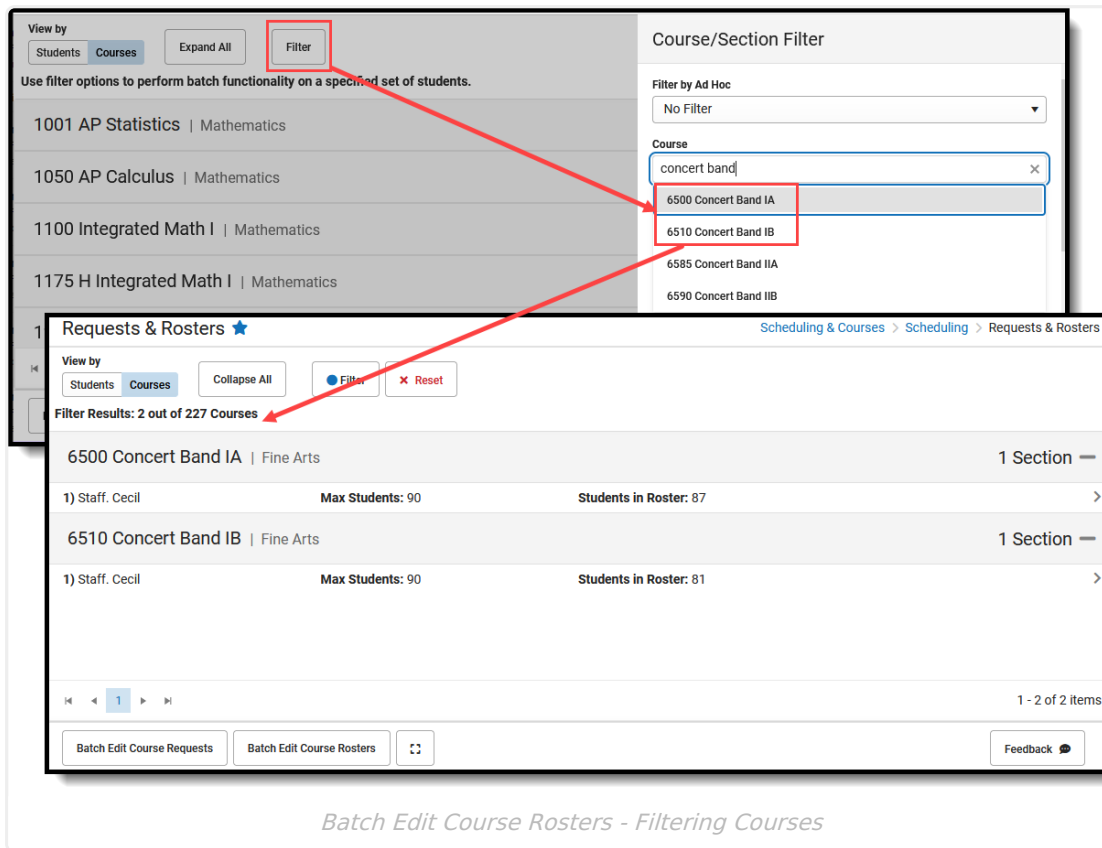 View by
Students Courses Expand All Filter
Use filter options to perform batch functionality on a specified set of students.
1001 AP Statistics | Mathematics
1050 AP Calculus | Mathematics
1100 Integrated Math I | Mathematics
1175 H Integrated Math I | Mathematics
1
Course/Section Filter
Filter by Ad Hoc
No Filter
Course
concert band
6500 Concert Band IA
6510 Concert Band IB
6585 Concert Band IIA
6590 Concert Band IIB
Requests & Rosters
Scheduling & Courses > Scheduling > Requests & Rosters
View by
Students Courses Collapse All Filter Reset
Filter Results: 2 out of 227 Courses
6500 Concert Band IA | Fine Arts 1 Section
1) Staff. Cecil Max Students: 90 Students in Roster: 87
6510 Concert Band IB | Fine Arts 1 Section
1) Staff. Cecil Max Students: 90 Students in Roster: 81
1 1 - 2 of 2 items
Batch Edit Course Requests Batch Edit Course Rosters Feedback
Batch Edit Course Rosters - Filtering Courses